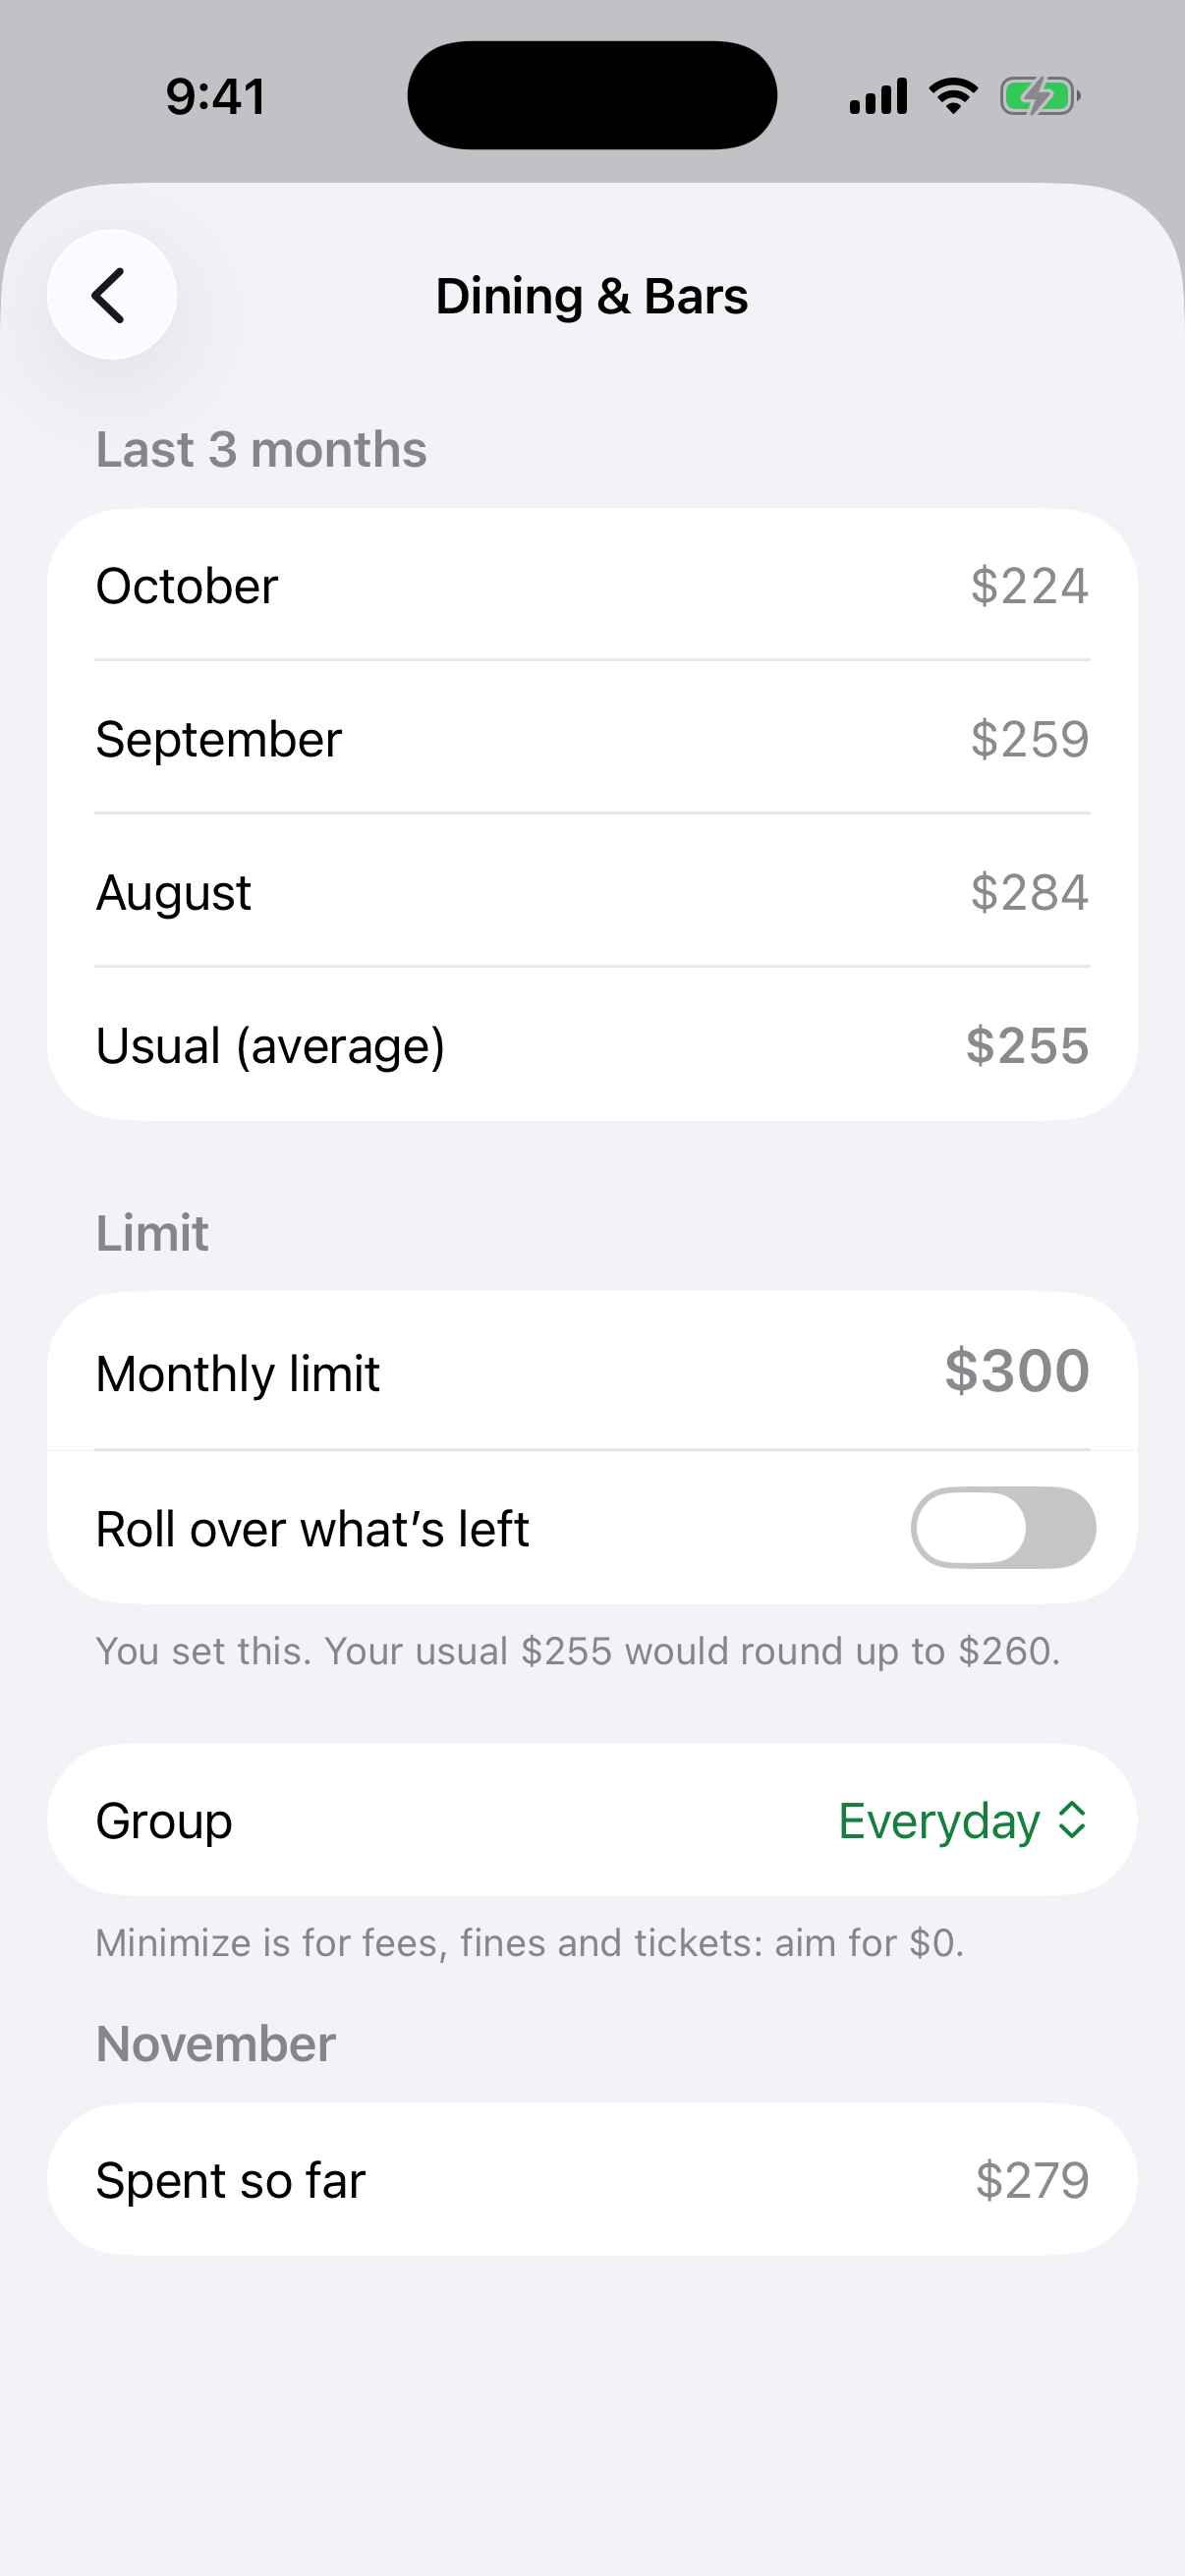 9:41
Dining & Bars
Last 3 months
October $224
September $259
August $284
Usual (average) $255
Limit
Monthly limit $300
Roll over what’s left
You set this. Your usual $255 would round up to $260.
Group Everyday
Minimize is for fees, fines and tickets: aim for $0.
November
Spent so far $279